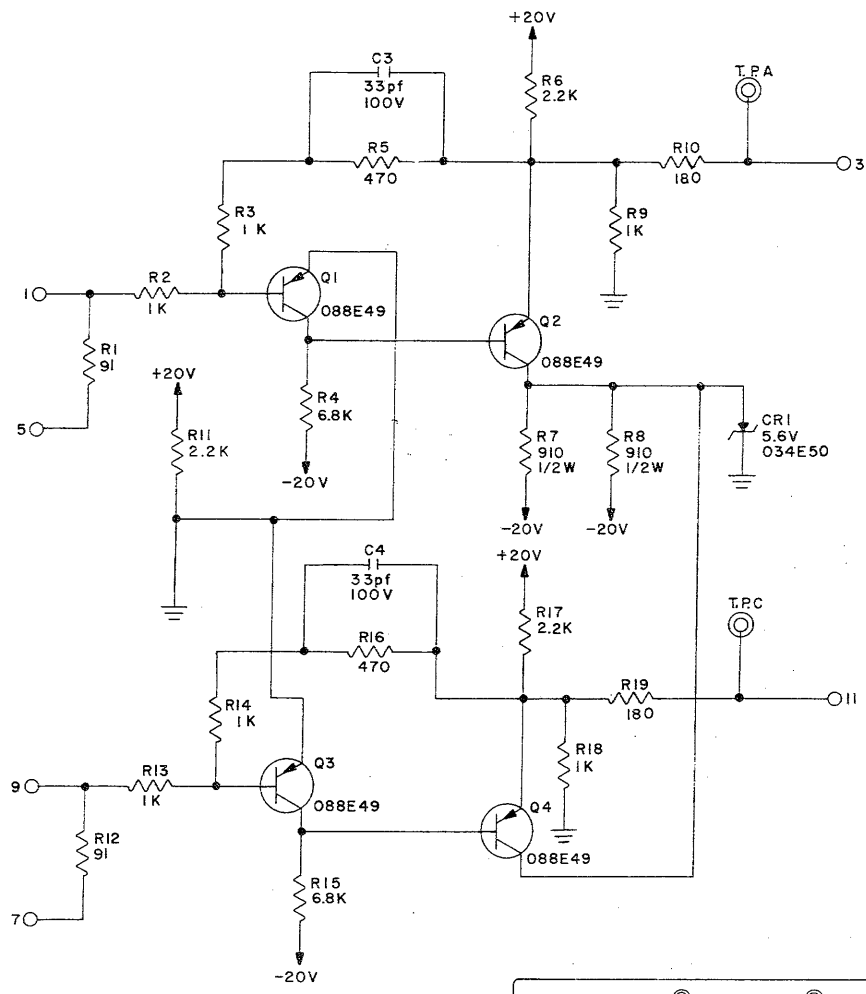 +20V
T.P.A
C3
33pf
100V
R6
2.2K
R5
470
R10
180
3
R3
1K
R9
1K
R2
1K
Q1
088E49
1
R1
91
Q2
088E49
+20V
R4
6.8K
5
R11
2.2K
R7
910
1/2W
R8
910
1/2W
CR1
5.6V
034E50
-20V
-20V
-20V
+20V
C4
33pf
100V
T.P.C
R17
2.2K
R16
470
R19
180
11
R14
1K
R18
1K
R13
1K
Q3
088E49
9
Q4
088E49
R12
91
R15
6.8K
7
-20V